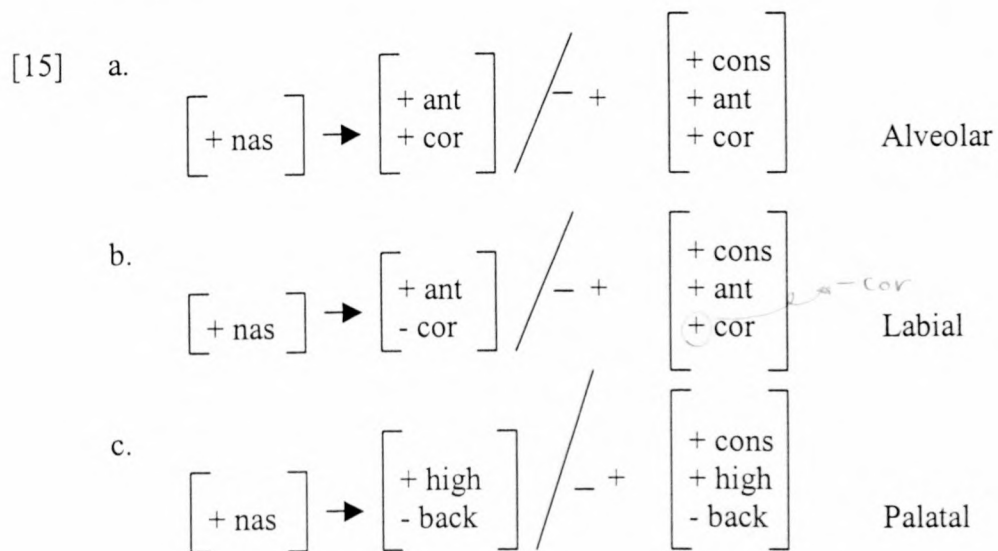 [15] a.
[ + nas ] → [ + ant + cor ] / _ + [ + cons + ant + cor ] Alveolar
b.
[ + nas ] → [ + ant - cor ] / _ + [ + cons + ant + cor ] Labial
- cor
c.
[ + nas ] → [ + high - back ] / _ + [ + cons + high - back ] Palatal